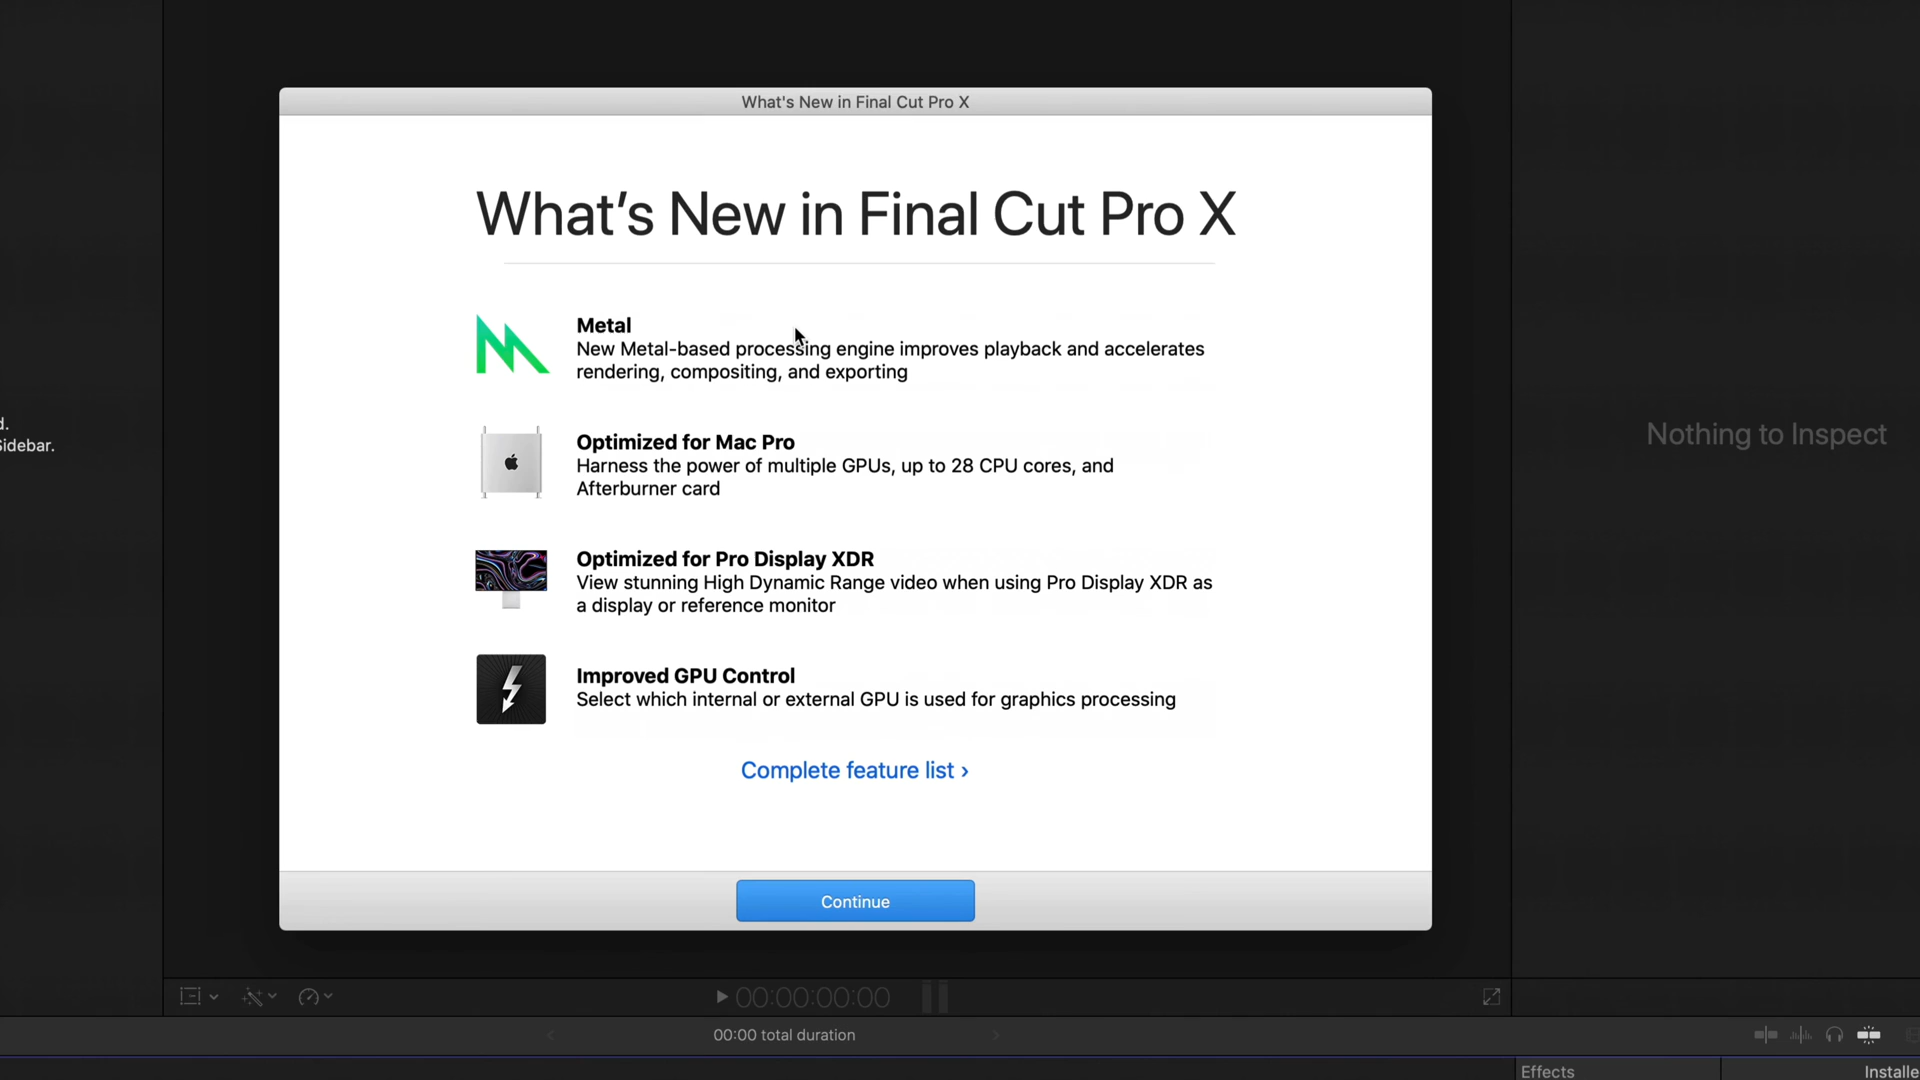 What's New in Final Cut Pro X
What's New in Final Cut Pro X
Metal
New Metal-based processing engine improves playback and accelerates
rendering, compositing, and exporting
Optimized for Mac Pro
Harness the power of multiple GPUs, up to 28 CPU cores, and
Afterburner card
Optimized for Pro Display XDR
View stunning High Dynamic Range video when using Pro Display XDR as
a display or reference monitor
Improved GPU Control
Select which internal or external GPU is used for graphics processing
Complete feature list ›
Continue
d.
Sidebar.
Nothing to Inspect
00:00:00:00
00:00 total duration
Effects
Installe